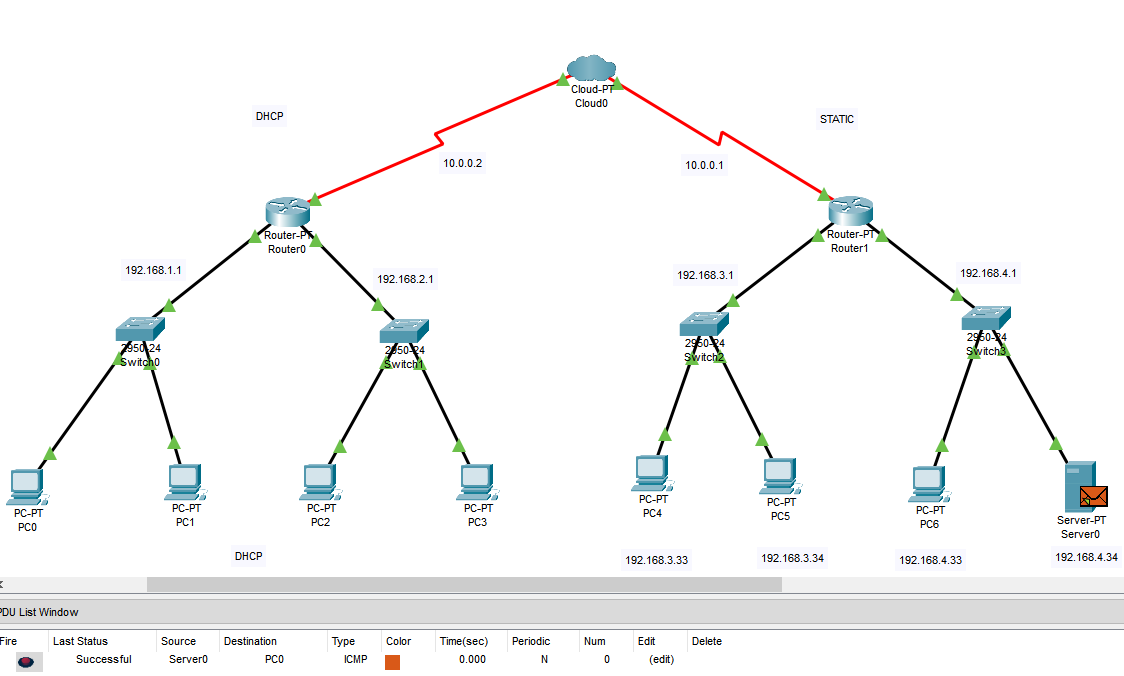 Cloud-PT
Cloud0
DHCP
STATIC
10.0.0.2
10.0.0.1
Router-PT
Router0
Router-PT
Router1
192.168.1.1
192.168.2.1
192.168.3.1
192.168.4.1
2950-24
Switch0
2950-24
Switch1
2950-24
Switch2
2950-24
Switch3
PC-PT
PC0
PC-PT
PC1
PC-PT
PC2
PC-PT
PC3
PC-PT
PC4
PC-PT
PC5
PC-PT
PC6
Server-PT
Server0
DHCP
192.168.3.33
192.168.3.34
192.168.4.33
192.168.4.34
PDU List Window
Fire Last Status Source Destination Type Color Time(sec) Periodic Num Edit Delete
Successful Server0 PC0 ICMP 0.000 N 0 (edit)